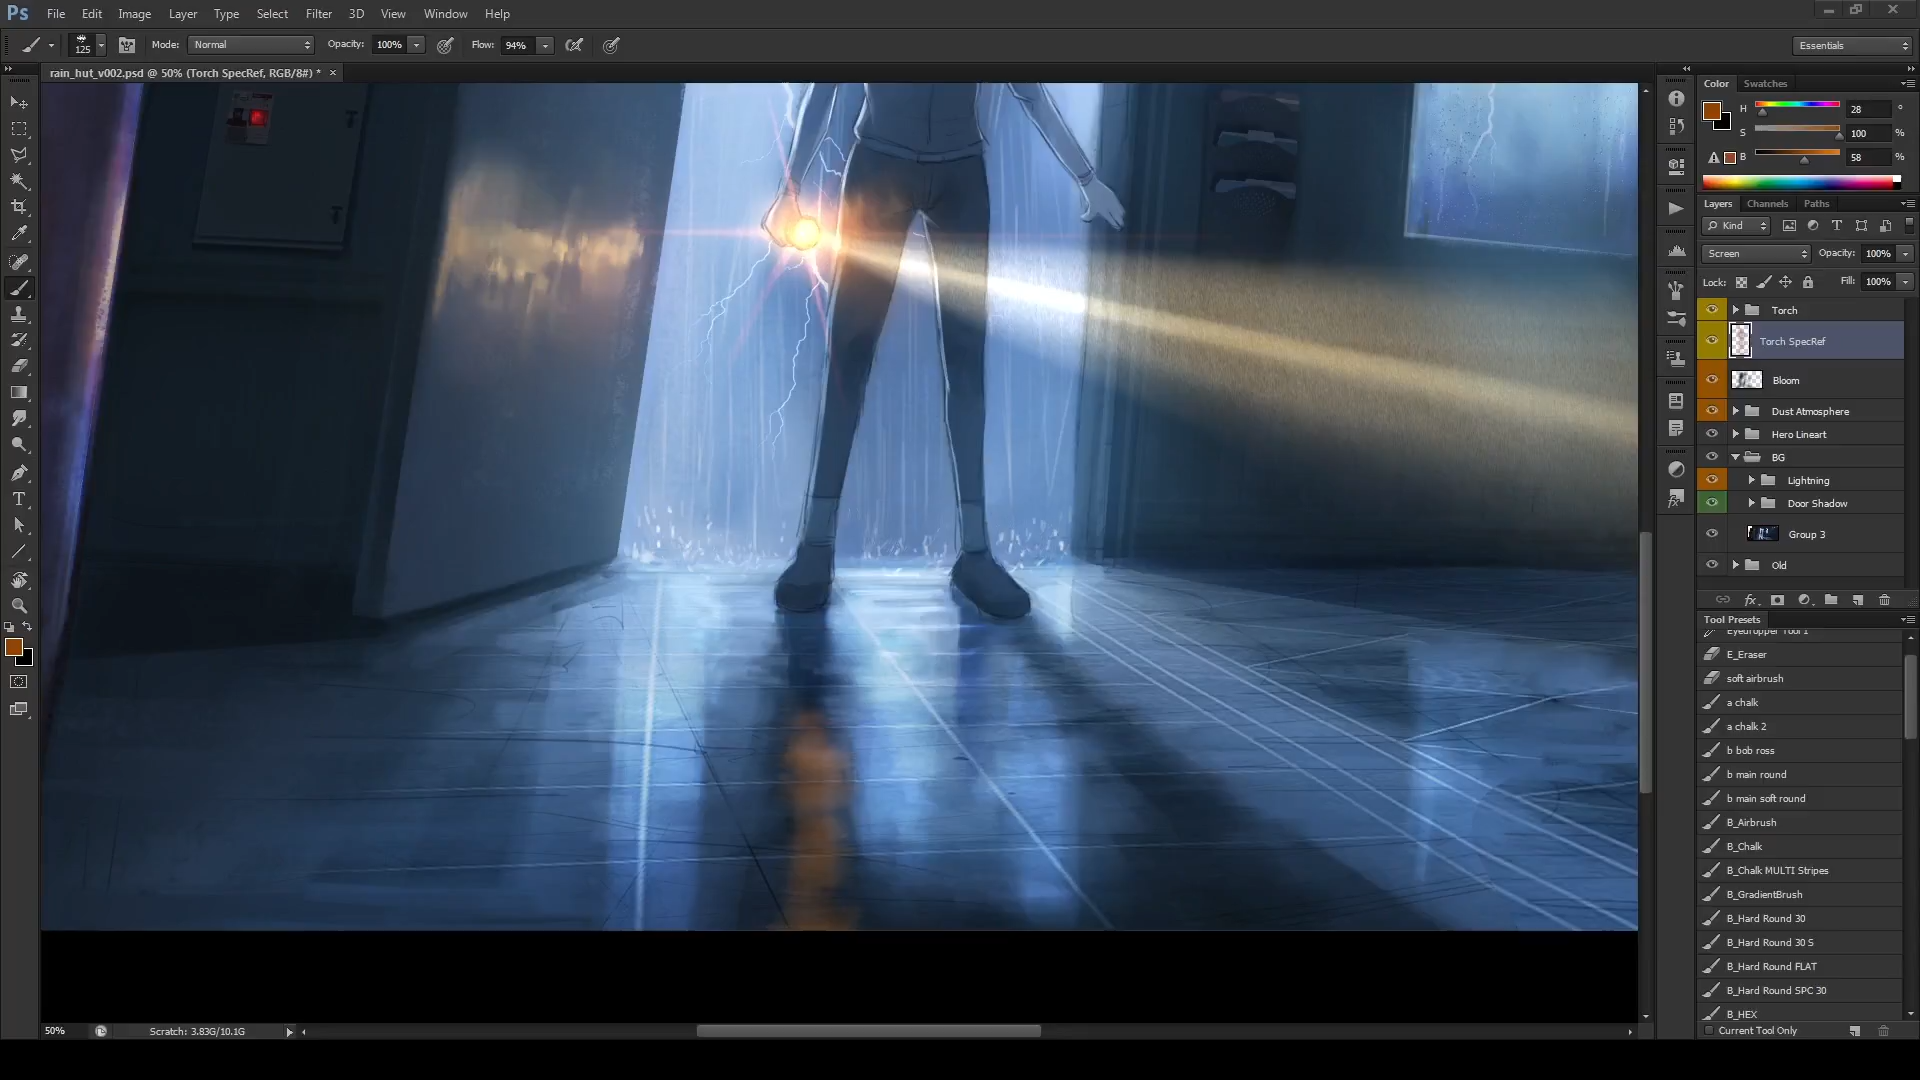 Ps File Edit Image Layer Type Select Filter 3D View Window Help
125 Mode: Normal Opacity: 100% Flow: 94% Essentials
rain_hut_v002.psd @ 50% (Torch SpecRef, RGB/8#) * ×
Color Swatches
H 28 °
S 100 %
B 58 %
Layers Channels Paths
Kind
Screen Opacity: 100%
Lock: Fill: 100%
Torch
Torch SpecRef
Bloom
Dust Atmosphere
Hero Lineart
BG
Lightning
Door Shadow
Group 3
Old
fx
Tool Presets
Eyedropper Tool 1
E_Eraser
soft airbrush
a chalk
a chalk 2
b bob ross
b main round
b main soft round
B_Airbrush
B_Chalk
B_Chalk MULTI Stripes
B_GradientBrush
B_Hard Round 30
B_Hard Round 30 S
B_Hard Round FLAT
B_Hard Round SPC 30
B_HEX
Current Tool Only
50% Scratch: 3.83G/10.1G